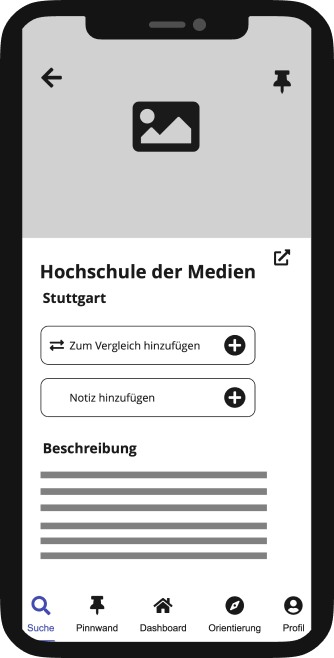 Hochschule der Medien
Stuttgart
Zum Vergleich hinzufügen
Notiz hinzufügen
Beschreibung
Suche Pinnwand Dashboard Orientierung Profil